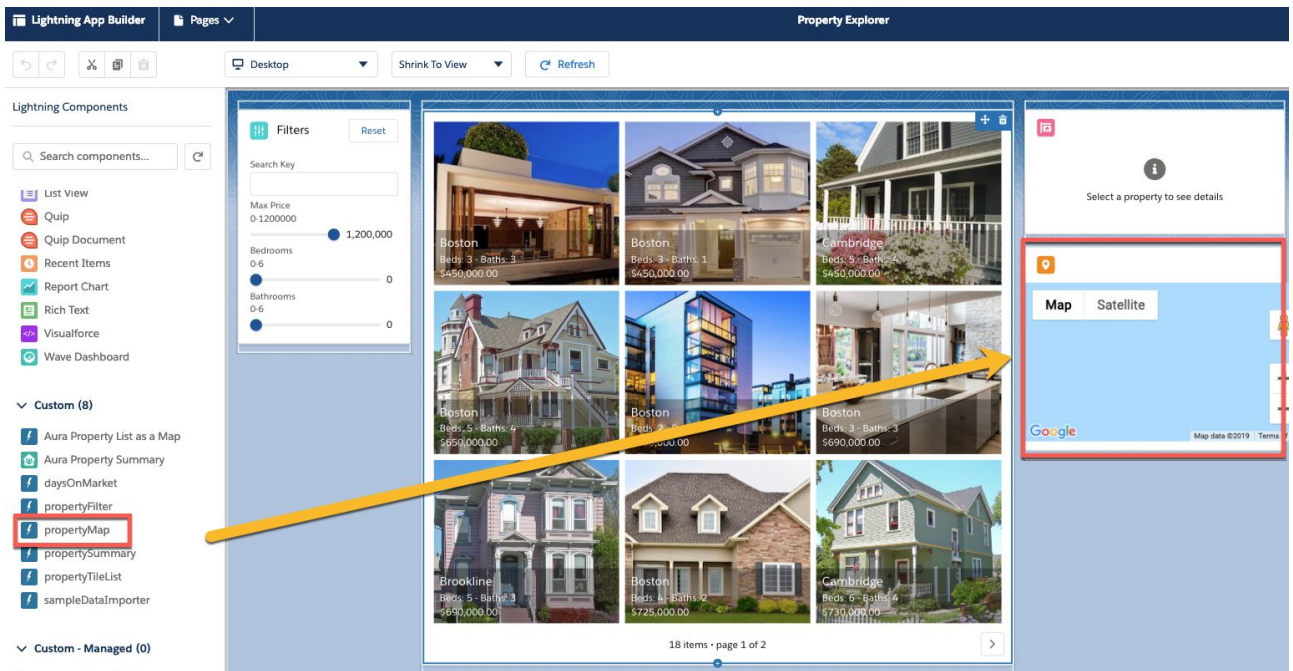 Lightning App Builder
Pages
Property Explorer
Desktop
Shrink To View
Refresh
Lightning Components
Search components...
List View
Quip
Quip Document
Recent Items
Report Chart
Rich Text
Visualforce
Wave Dashboard
Custom (8)
Aura Property List as a Map
Aura Property Summary
daysOnMarket
propertyFilter
propertyMap
propertySummary
propertyTileList
sampleDataImporter
Custom - Managed (0)
Filters
Reset
Search Key
Max Price
0-1200000
1,200,000
Bedrooms
0-6
0
Bathrooms
0-6
0
Boston
Beds: 3 - Baths: 3
$450,000.00
Boston
Beds: 3 - Baths: 1
$450,000.00
Cambridge
Beds: 5 - Baths: 4
$450,000.00
Boston
Beds: 5 - Baths: 4
$650,000.00
Boston
Beds: 2 -
Boston
Beds: 3 - Baths: 3
$690,000.00
Brookline
Beds: 5 - Baths: 3
$690,000.00
Boston
Beds: 4 - Baths: 2
$725,000.00
Cambridge
Beds: 6 - Baths: 4
$730,000.00
18 items • page 1 of 2
Select a property to see details
Map
Satellite
Google
Map data ©2019
Terms of